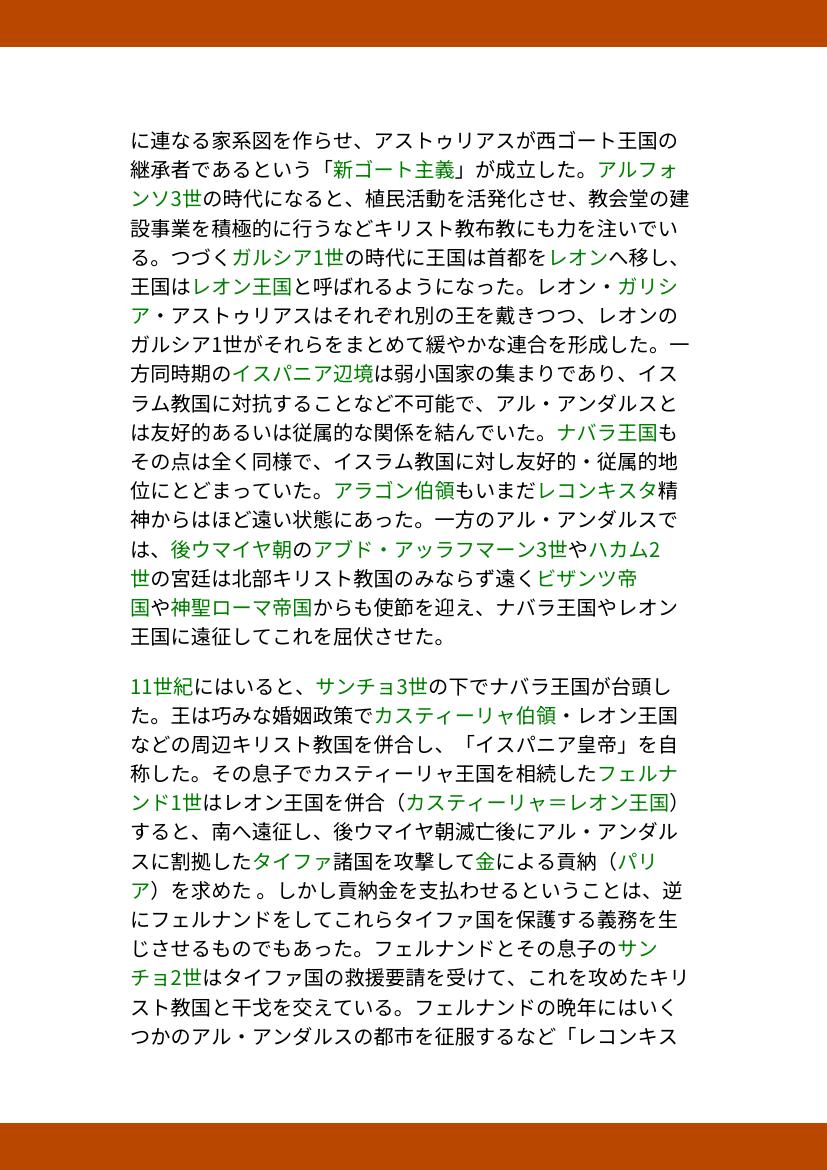 に連なる家系図を作らせ、アストゥリアスが西ゴート王国の
継承者であるという「新ゴート主義」が成立した。アルフォ
ンソ3世の時代になると、植民活動を活発化させ、教会堂の建
設事業を積極的に行うなどキリスト教布教にも力を注いでい
る。つづくガルシア1世の時代に王国は首都をレオンへ移し、
王国はレオン王国と呼ばれるようになった。レオン・ガリシ
ア・アストゥリアスはそれぞれ別の王を戴きつつ、レオンの
ガルシア1世がそれらをまとめて緩やかな連合を形成した。一
方同時期のイスパニア辺境は弱小国家の集まりであり、イス
ラム教国に対抗することなど不可能で、アル・アンダルスと
は友好的あるいは従属的な関係を結んでいた。ナバラ王国も
その点は全く同様で、イスラム教国に対し友好的・従属的地
位にとどまっていた。アラゴン伯領もいまだレコンキスタ精
神からはほど遠い状態にあった。一方のアル・アンダルスで
は、後ウマイヤ朝のアブド・アッラフマーン3世やハカム2
世の宮廷は北部キリスト教国のみならず遠くビザンツ帝
国や神聖ローマ帝国からも使節を迎え、ナバラ王国やレオン
王国に遠征してこれを屈伏させた。
11世紀にはいると、サンチョ3世の下でナバラ王国が台頭し
た。王は巧みな婚姻政策でカスティーリャ伯領・レオン王国
などの周辺キリスト教国を併合し、「イスパニア皇帝」を自
称した。その息子でカスティーリャ王国を相続したフェルナ
ンド1世はレオン王国を併合（カスティーリャ＝レオン王国）
すると、南へ遠征し、後ウマイヤ朝滅亡後にアル・アンダル
スに割拠したタイファ諸国を攻撃して金による貢納（パリ
ア）を求めた 。しかし貢納金を支払わせるということは、逆
にフェルナンドをしてこれらタイファ国を保護する義務を生
じさせるものでもあった。フェルナンドとその息子のサン
チョ2世はタイファ国の救援要請を受けて、これを攻めたキリ
スト教国と干戈を交えている。フェルナンドの晩年にはいく
つかのアル・アンダルスの都市を征服するなど「レコンキス